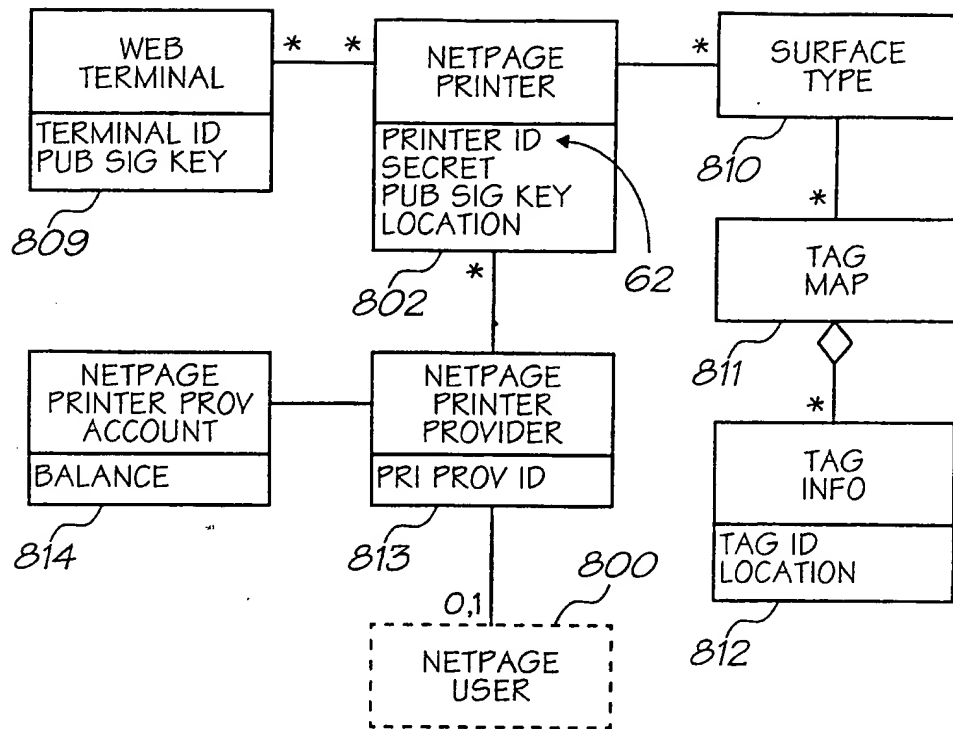 WEB
TERMINAL
TERMINAL ID
PUB SIG KEY
809
* *
NETPAGE
PRINTER
PRINTER ID
SECRET
PUB SIG KEY
LOCATION
802
62
*
*
SURFACE
TYPE
810
*
TAG
MAP
811
*
TAG
INFO
TAG ID
LOCATION
812
NETPAGE
PRINTER PROV
ACCOUNT
BALANCE
814
NETPAGE
PRINTER
PROVIDER
PRI PROV ID
813
0,1
800
NETPAGE
USER